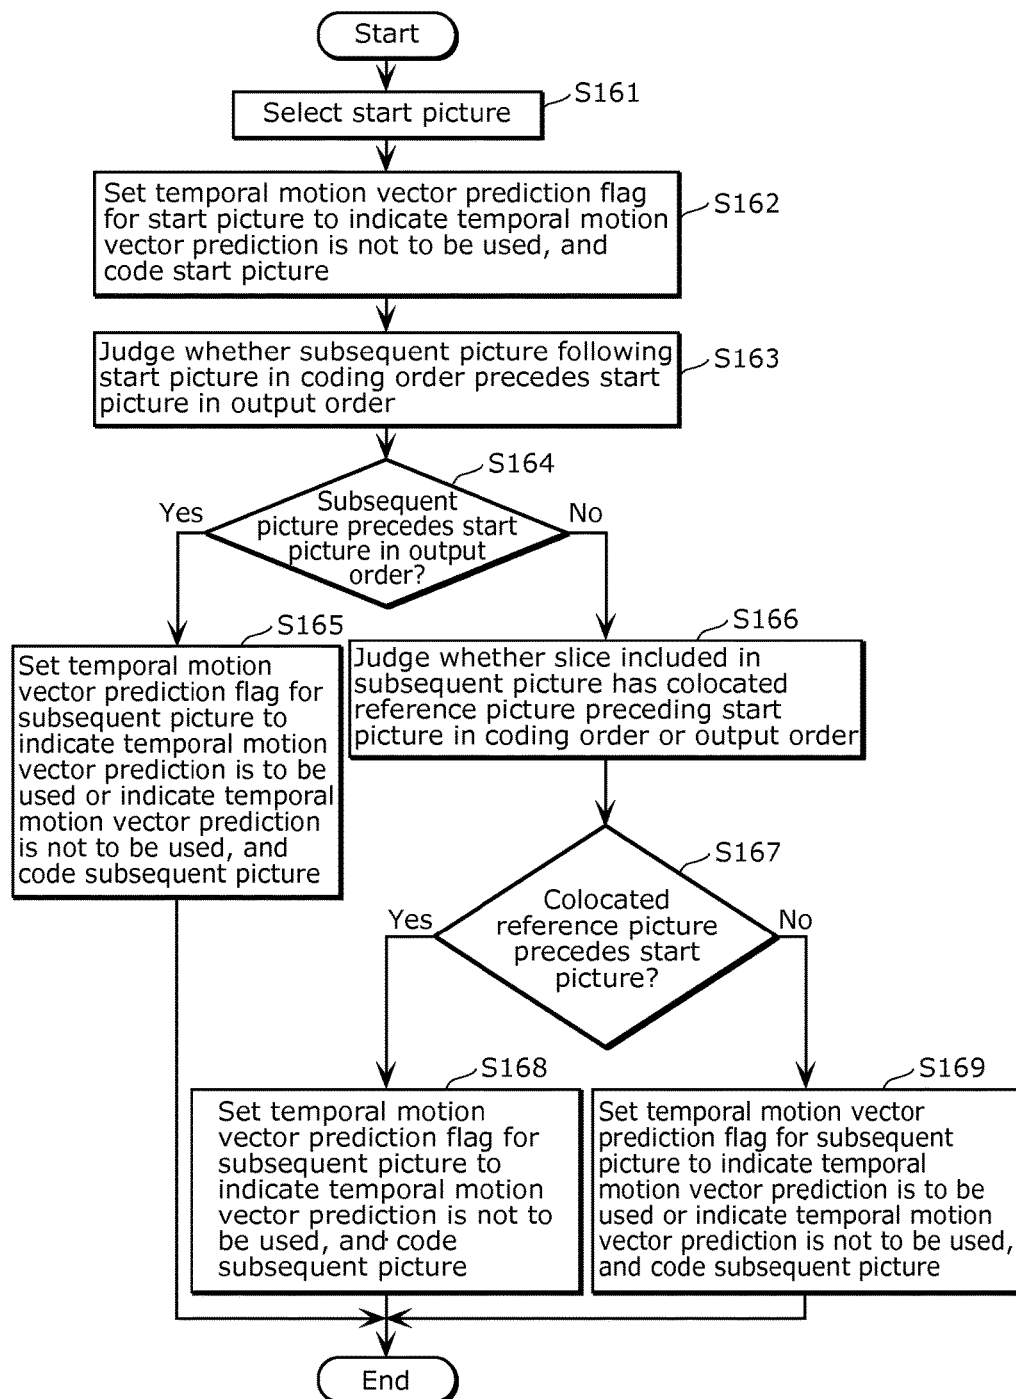 Start
S161
Select start picture
S162
Set temporal motion vector prediction flag
for start picture to indicate temporal motion
vector prediction is not to be used, and
code start picture
S163
Judge whether subsequent picture following
start picture in coding order precedes start
picture in output order
S164
Subsequent
picture precedes start
picture in output
order?
Yes
No
S165
Set temporal motion
vector prediction flag for
subsequent picture to
indicate temporal motion
vector prediction is to be
used or indicate temporal
motion vector prediction
is not to be used, and
code subsequent picture
S166
Judge whether slice included in
subsequent picture has colocated
reference picture preceding start
picture in coding order or output order
S167
Colocated
reference picture
precedes start
picture?
Yes
No
S168
Set temporal motion
vector prediction flag for
subsequent picture to
indicate temporal motion
vector prediction is not to
be used, and code
subsequent picture
S169
Set temporal motion vector
prediction flag for subsequent
picture to indicate temporal
motion vector prediction is to be
used or indicate temporal motion
vector prediction is not to be used,
and code subsequent picture
End